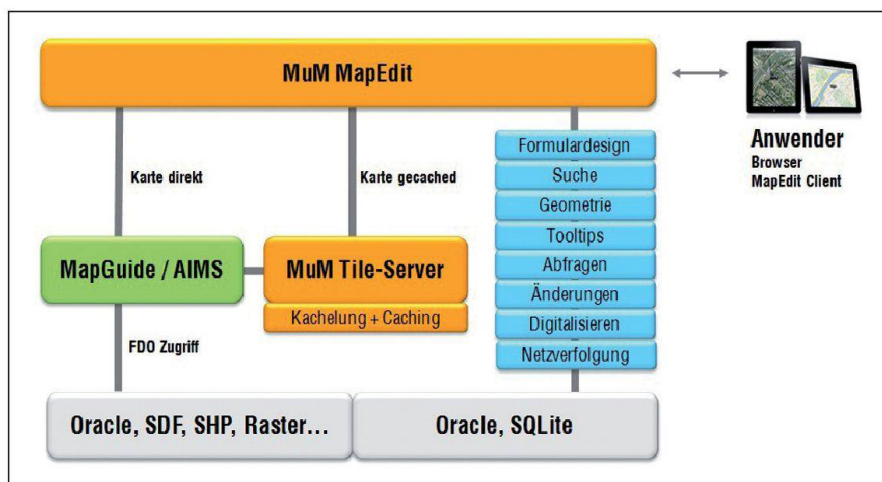 MuM MapEdit
Anwender
Browser
MapEdit Client
Karte direkt
Karte gecached
Formulardesign
Suche
Geometrie
Tooltips
Abfragen
Änderungen
Digitalisieren
Netzverfolgung
MapGuide / AIMS
MuM Tile-Server
Kachelung + Caching
FDO Zugriff
Oracle, SDF, SHP, Raster...
Oracle, SQLite